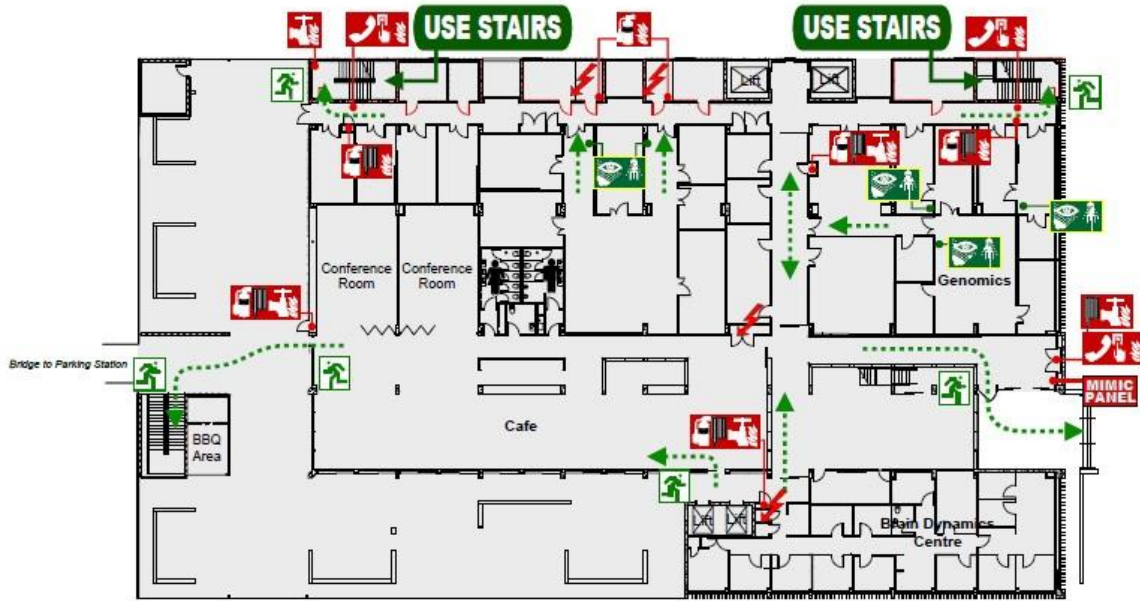 USE STAIRS
USE STAIRS
Lift
Lift
Conference
Room
Conference
Room
Genomics
Bridge to Parking Station
MIMIC
PANEL
BBQ
Area
Cafe
Lift
Lift
Brain Dynamics
Centre